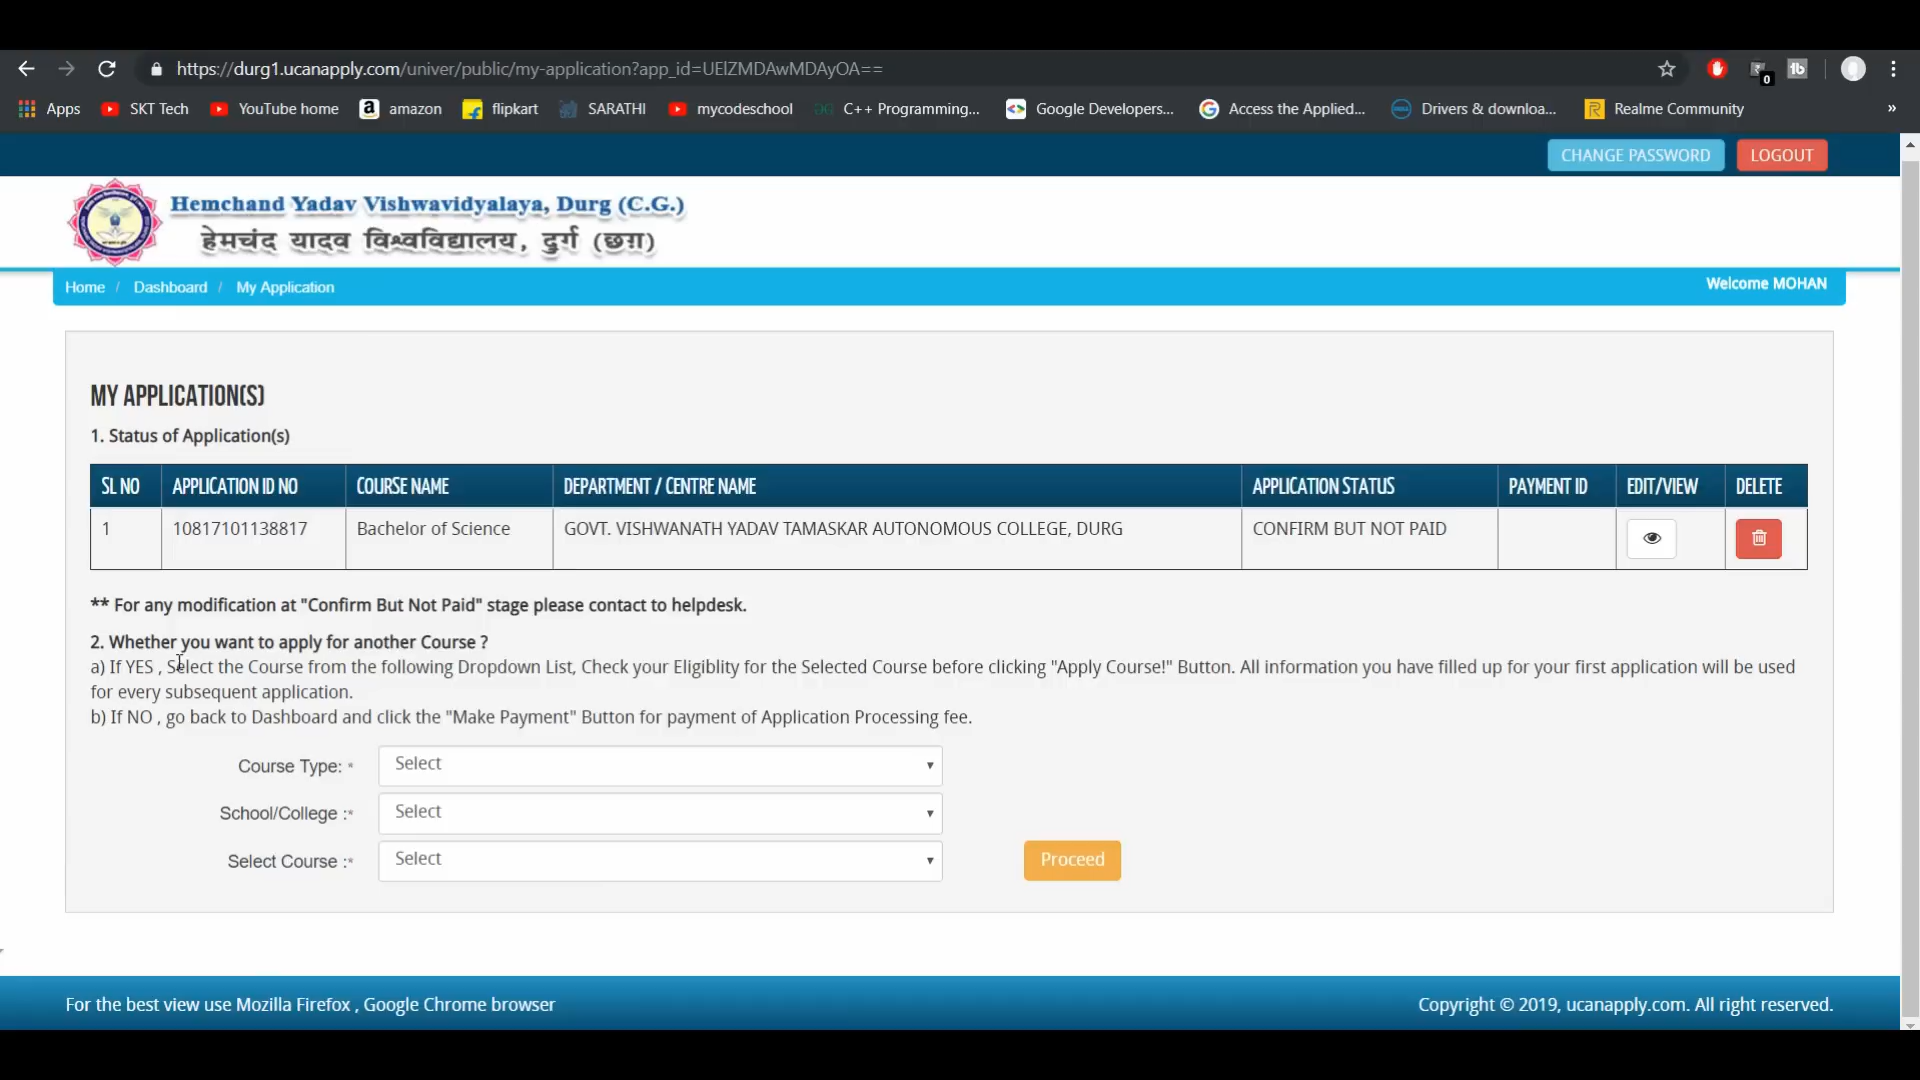 https://durg1.ucanapply.com/univer/public/my-application?app_id=UElZMDAwMDAyOA==
0
Apps SKT Tech YouTube home amazon flipkart SARATHI mycodeschool C++ Programming... Google Developers... Access the Applied... Drivers & downloa... Realme Community »
CHANGE PASSWORD LOGOUT
Hemchand Yadav Vishwavidyalaya, Durg (C.G.)
हेमचंद यादव विश्वविद्यालय, दुर्ग (छग)
Home / Dashboard / My Application Welcome MOHAN
MY APPLICATION(S)
1. Status of Application(s)
SL NO APPLICATION ID NO COURSE NAME DEPARTMENT / CENTRE NAME APPLICATION STATUS PAYMENT ID EDIT/VIEW DELETE
1 10817101138817 Bachelor of Science GOVT. VISHWANATH YADAV TAMASKAR AUTONOMOUS COLLEGE, DURG CONFIRM BUT NOT PAID
** For any modification at "Confirm But Not Paid" stage please contact to helpdesk.
2. Whether you want to apply for another Course ?
a) If YES , Select the Course from the following Dropdown List, Check your Eligiblity for the Selected Course before clicking "Apply Course!" Button. All information you have filled up for your first application will be used
for every subsequent application.
b) If NO , go back to Dashboard and click the "Make Payment" Button for payment of Application Processing fee.
Course Type: * Select
School/College :* Select
Select Course :* Select Proceed
For the best view use Mozilla Firefox , Google Chrome browser Copyright © 2019, ucanapply.com. All right reserved.